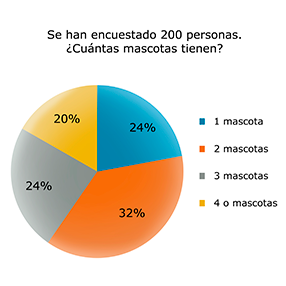 Se han encuestado 200 personas.
¿Cuántas mascotas tienen?
20%
24%
24%
32%
1 mascota
2 mascotas
3 mascotas
4 o mascotas